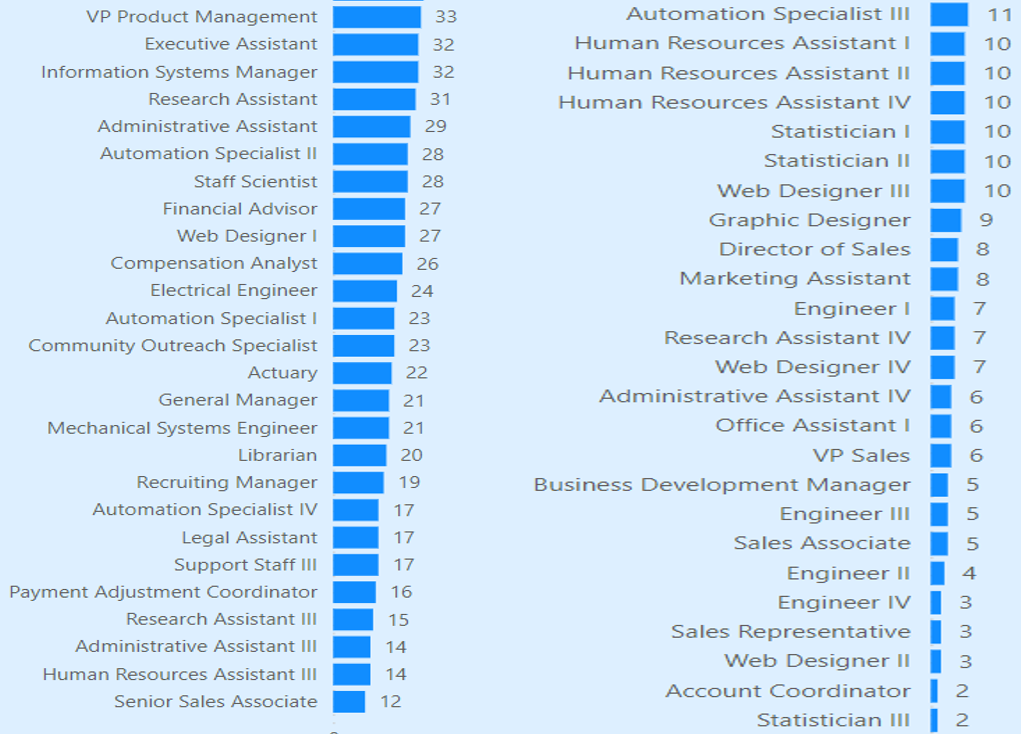 VP Product Management 33
Executive Assistant 32
Information Systems Manager 32
Research Assistant 31
Administrative Assistant 29
Automation Specialist II 28
Staff Scientist 28
Financial Advisor 27
Web Designer I 27
Compensation Analyst 26
Electrical Engineer 24
Automation Specialist I 23
Community Outreach Specialist 23
Actuary 22
General Manager 21
Mechanical Systems Engineer 21
Librarian 20
Recruiting Manager 19
Automation Specialist IV 17
Legal Assistant 17
Support Staff III 17
Payment Adjustment Coordinator 16
Research Assistant III 15
Administrative Assistant III 14
Human Resources Assistant III 14
Senior Sales Associate 12
Automation Specialist III 11
Human Resources Assistant I 10
Human Resources Assistant II 10
Human Resources Assistant IV 10
Statistician I 10
Statistician II 10
Web Designer III 10
Graphic Designer 9
Director of Sales 8
Marketing Assistant 8
Engineer I 7
Research Assistant IV 7
Web Designer IV 7
Administrative Assistant IV 6
Office Assistant I 6
VP Sales 6
Business Development Manager 5
Engineer III 5
Sales Associate 5
Engineer II 4
Engineer IV 3
Sales Representative 3
Web Designer II 3
Account Coordinator 2
Statistician III 2